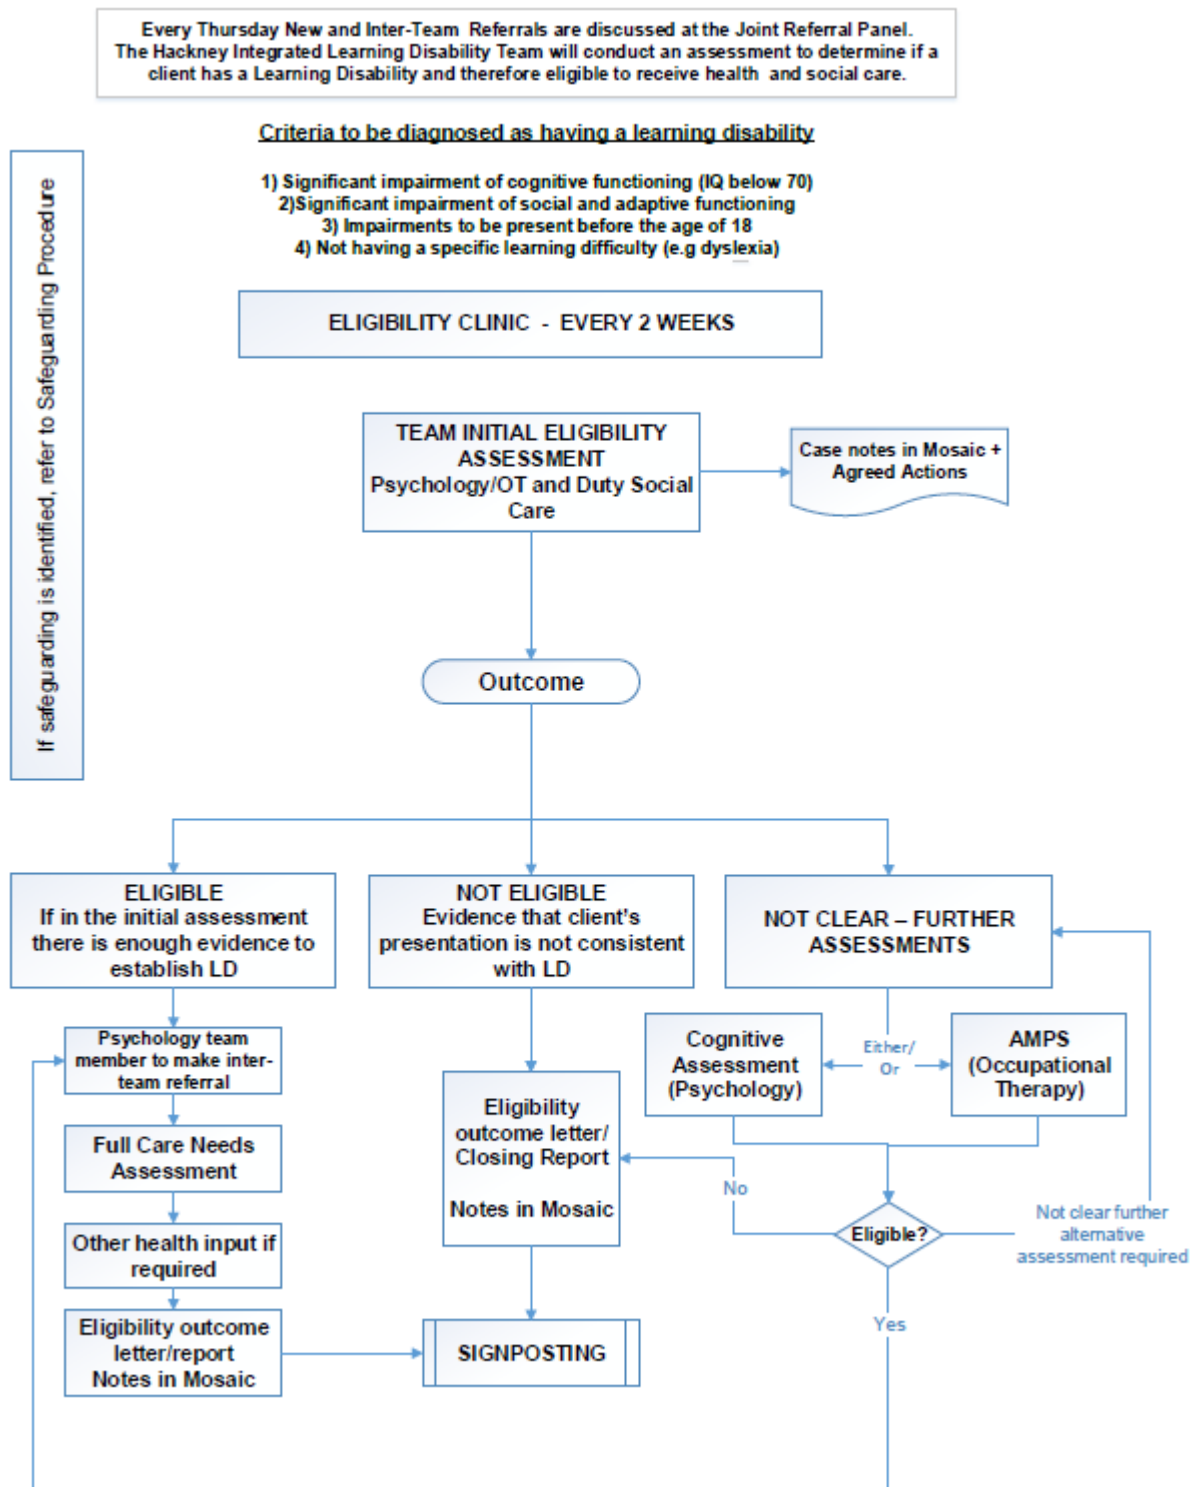 Every Thursday New and Inter-Team Referrals are discussed at the Joint Referral Panel.
The Hackney Integrated Learning Disability Team will conduct an assessment to determine if a
client has a Learning Disability and therefore eligible to receive health and social care.
Criteria to be diagnosed as having a learning disability
1) Significant impairment of cognitive functioning (IQ below 70)
2)Significant impairment of social and adaptive functioning
3) Impairments to be present before the age of 18
4) Not having a specific learning difficulty (e.g dyslexia)
If safeguarding is identified, refer to Safeguarding Procedure
ELIGIBILITY CLINIC - EVERY 2 WEEKS
TEAM INITIAL ELIGIBILITY
ASSESSMENT
Psychology/OT and Duty Social
Care
Case notes in Mosaic +
Agreed Actions
Outcome
ELIGIBLE
If in the initial assessment
there is enough evidence to
establish LD
NOT ELIGIBLE
Evidence that client's
presentation is not consistent
with LD
NOT CLEAR – FURTHER
ASSESSMENTS
Psychology team
member to make inter-
team referral
Full Care Needs
Assessment
Other health input if
required
Eligibility outcome
letter/report
Notes in Mosaic
Eligibility
outcome letter/
Closing Report
Notes in Mosaic
SIGNPOSTING
Cognitive
Assessment
(Psychology)
Either/
Or
AMPS
(Occupational
Therapy)
No
Eligible?
Not clear further
alternative
assessment required
Yes